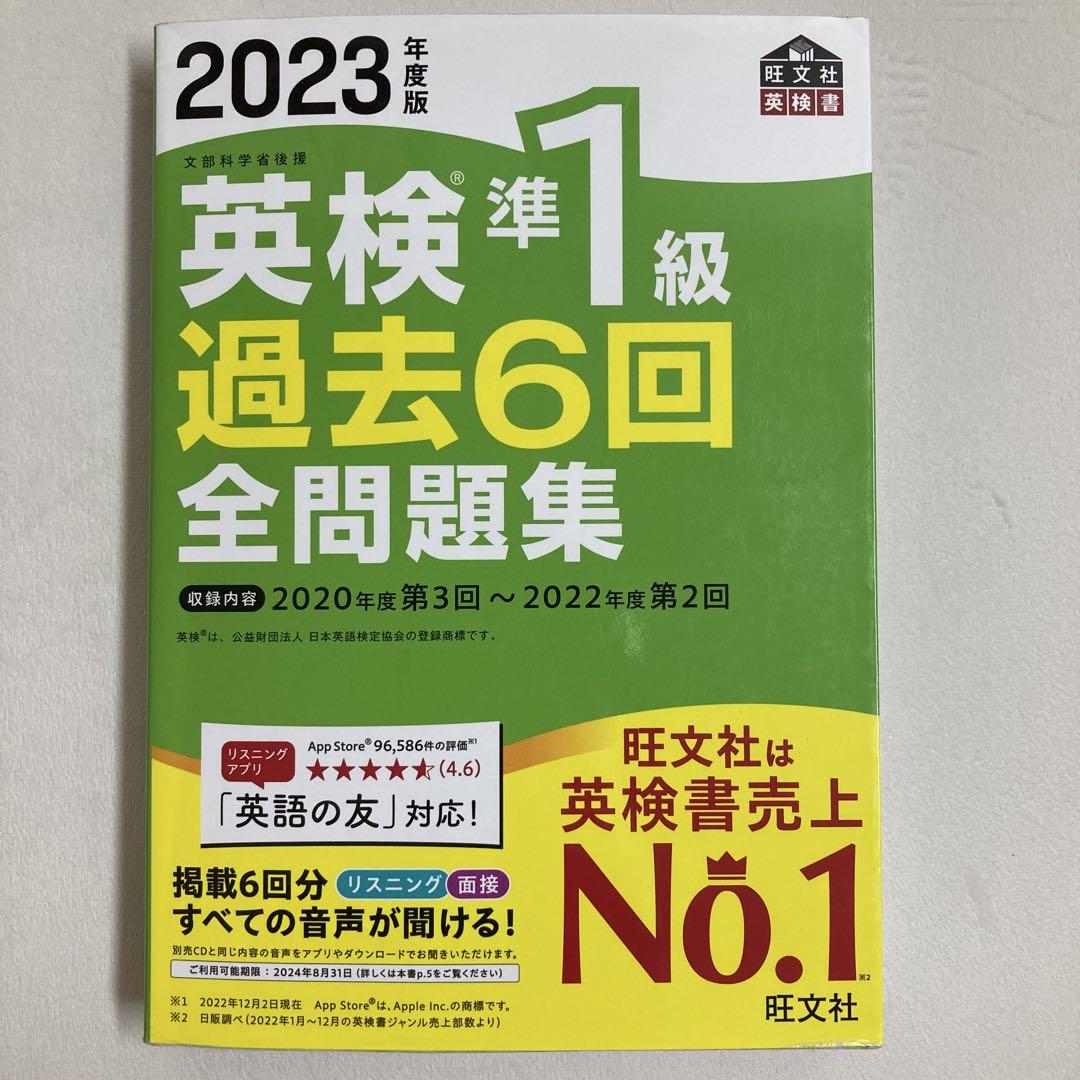 2023年度版
旺文社
英検書
文部科学省後援
英検®準1級
過去6回
全問題集
収録内容 2020年度第3回～2022年度第2回
英検®は、公益財団法人 日本英語検定協会の登録商標です。
リスニング
アプリ
App Store® 96,586件の評価※1
★★★★⯪(4.6)
「英語の友」対応!
掲載6回分 リスニング 面接
すべての音声が聞ける!
別売CDと同じ内容の音声をアプリやダウンロードでお聞きいただけます。
ご利用可能期限：2024年8月31日（詳しくは本書p.5をご覧ください）
※1 2022年12月2日現在 App Store®は、Apple Inc.の商標です。
※2 日販調べ（2022年1月～12月の英検書ジャンル売上部数より）
旺文社は
英検書売上
No.1※2
旺文社